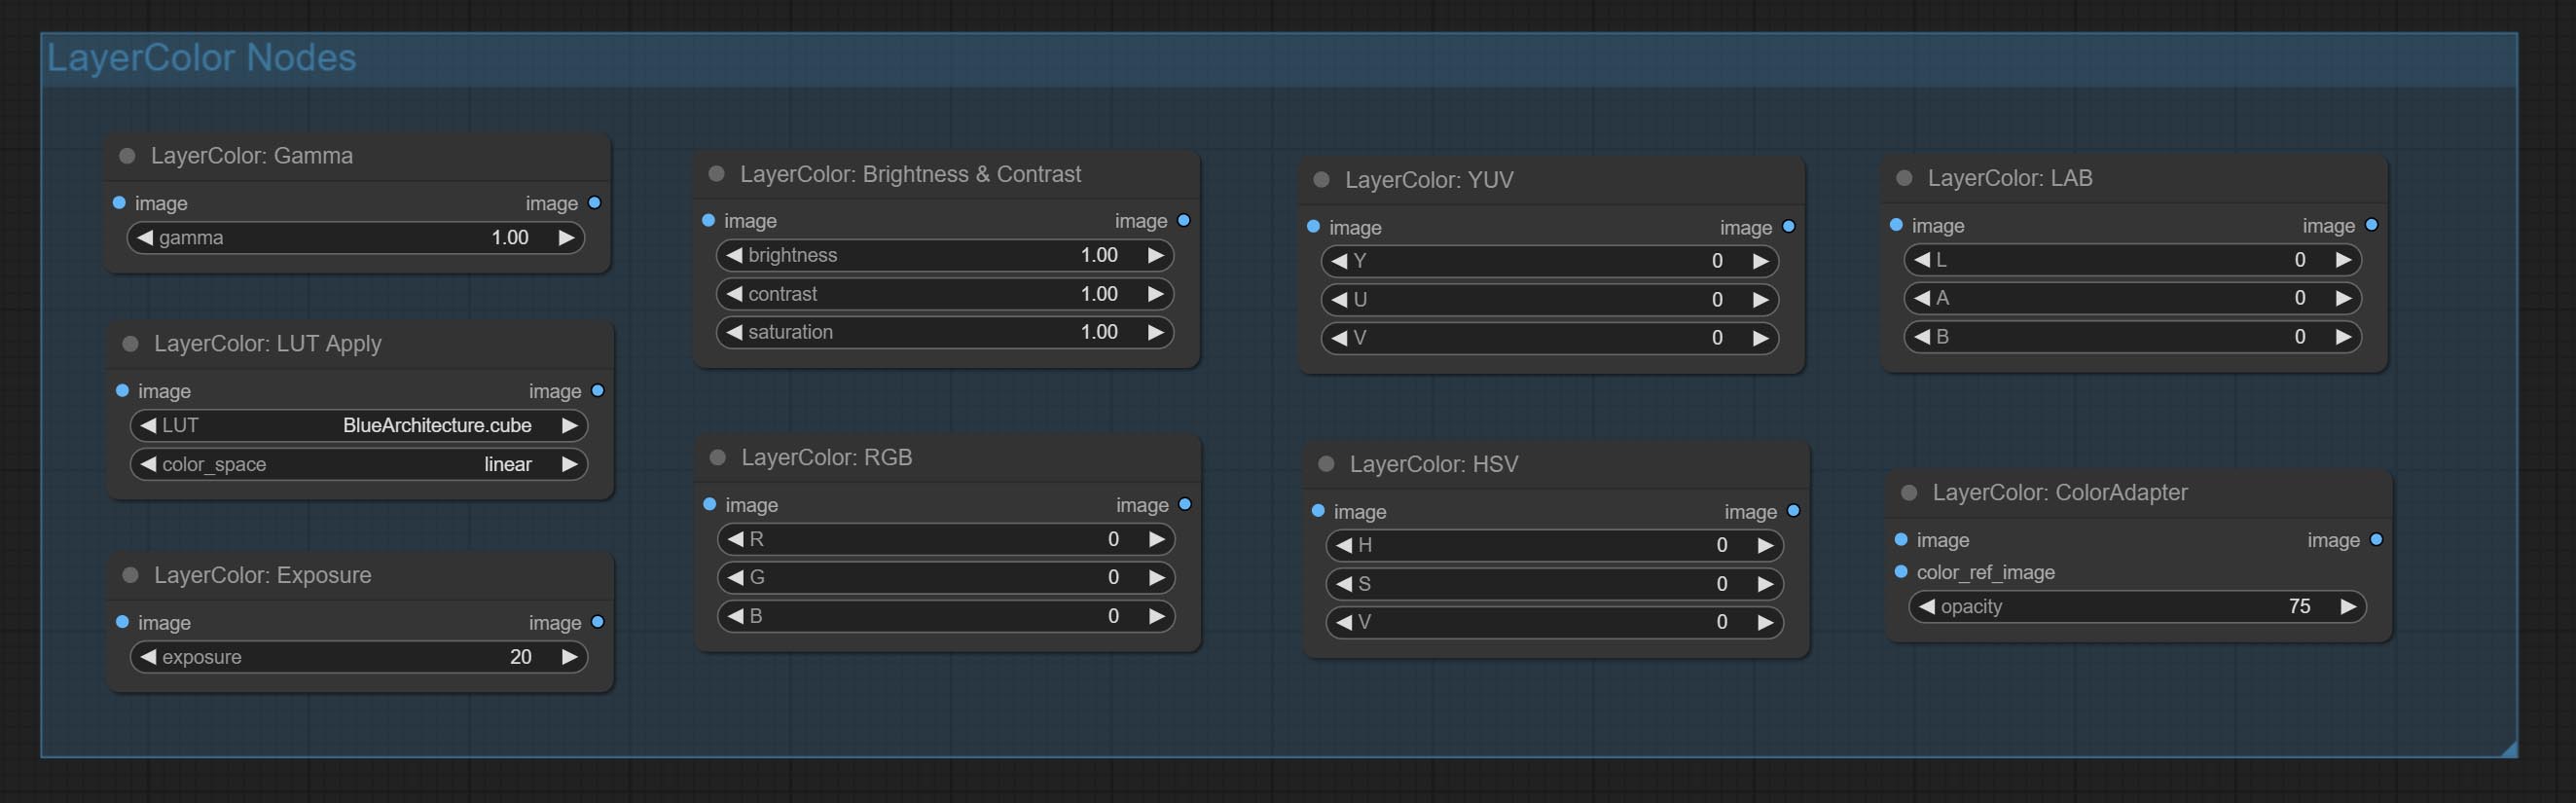 LayerColor Nodes
LayerColor: Gamma
image image
gamma 1.00
LayerColor: LUT Apply
image image
LUT BlueArchitecture.cube
color_space linear
LayerColor: Exposure
image image
exposure 20
LayerColor: Brightness & Contrast
image image
brightness 1.00
contrast 1.00
saturation 1.00
LayerColor: RGB
image image
R 0
G 0
B 0
LayerColor: YUV
image image
Y 0
U 0
V 0
LayerColor: HSV
image image
H 0
S 0
V 0
LayerColor: LAB
image image
L 0
A 0
B 0
LayerColor: ColorAdapter
image image
color_ref_image
opacity 75